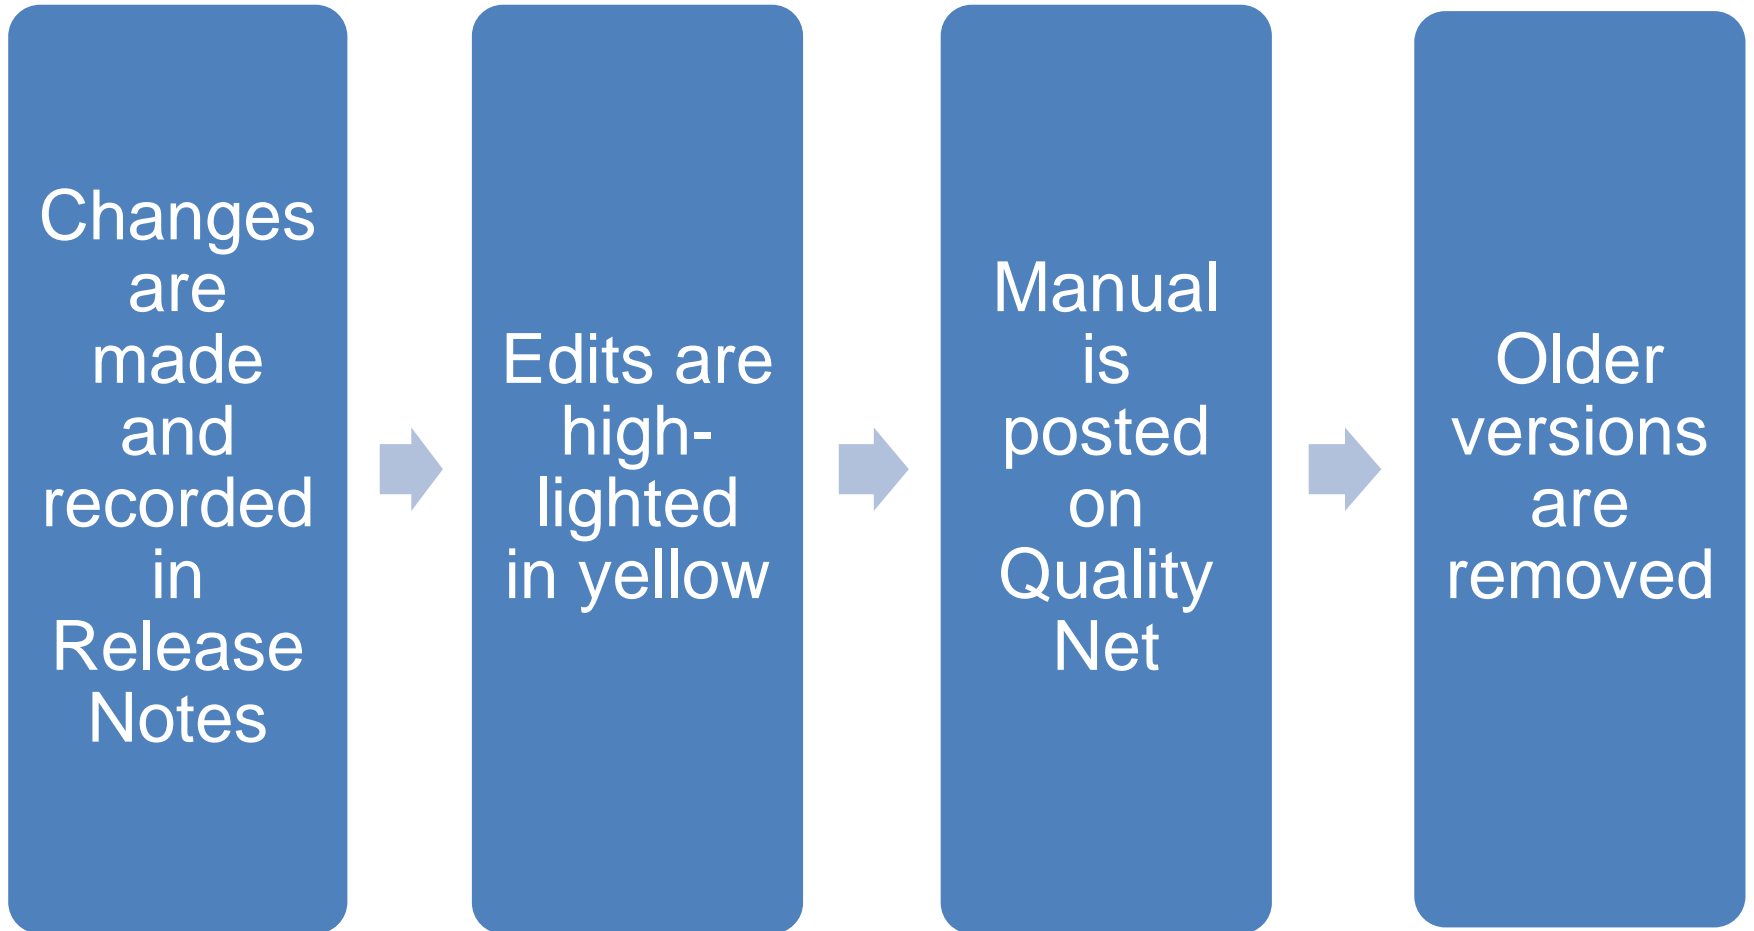 Changes
are
made
and
recorded
in
Release
Notes
Edits are
high-
lighted
in yellow
Manual
is
posted
on
Quality
Net
Older
versions
are
removed